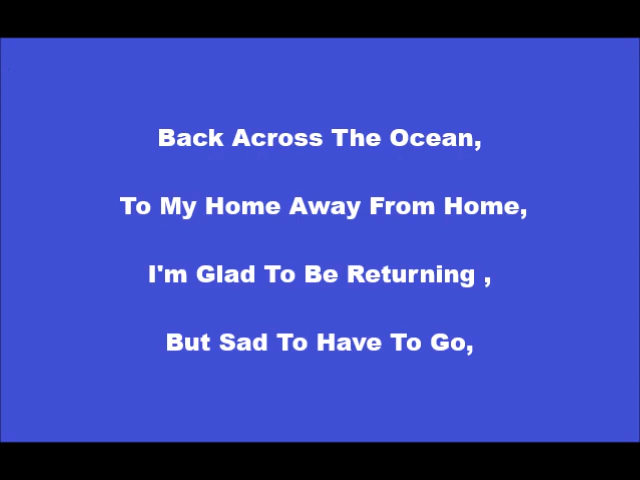 Back Across The Ocean,
To My Home Away From Home,
I'm Glad To Be Returning ,
But Sad To Have To Go,